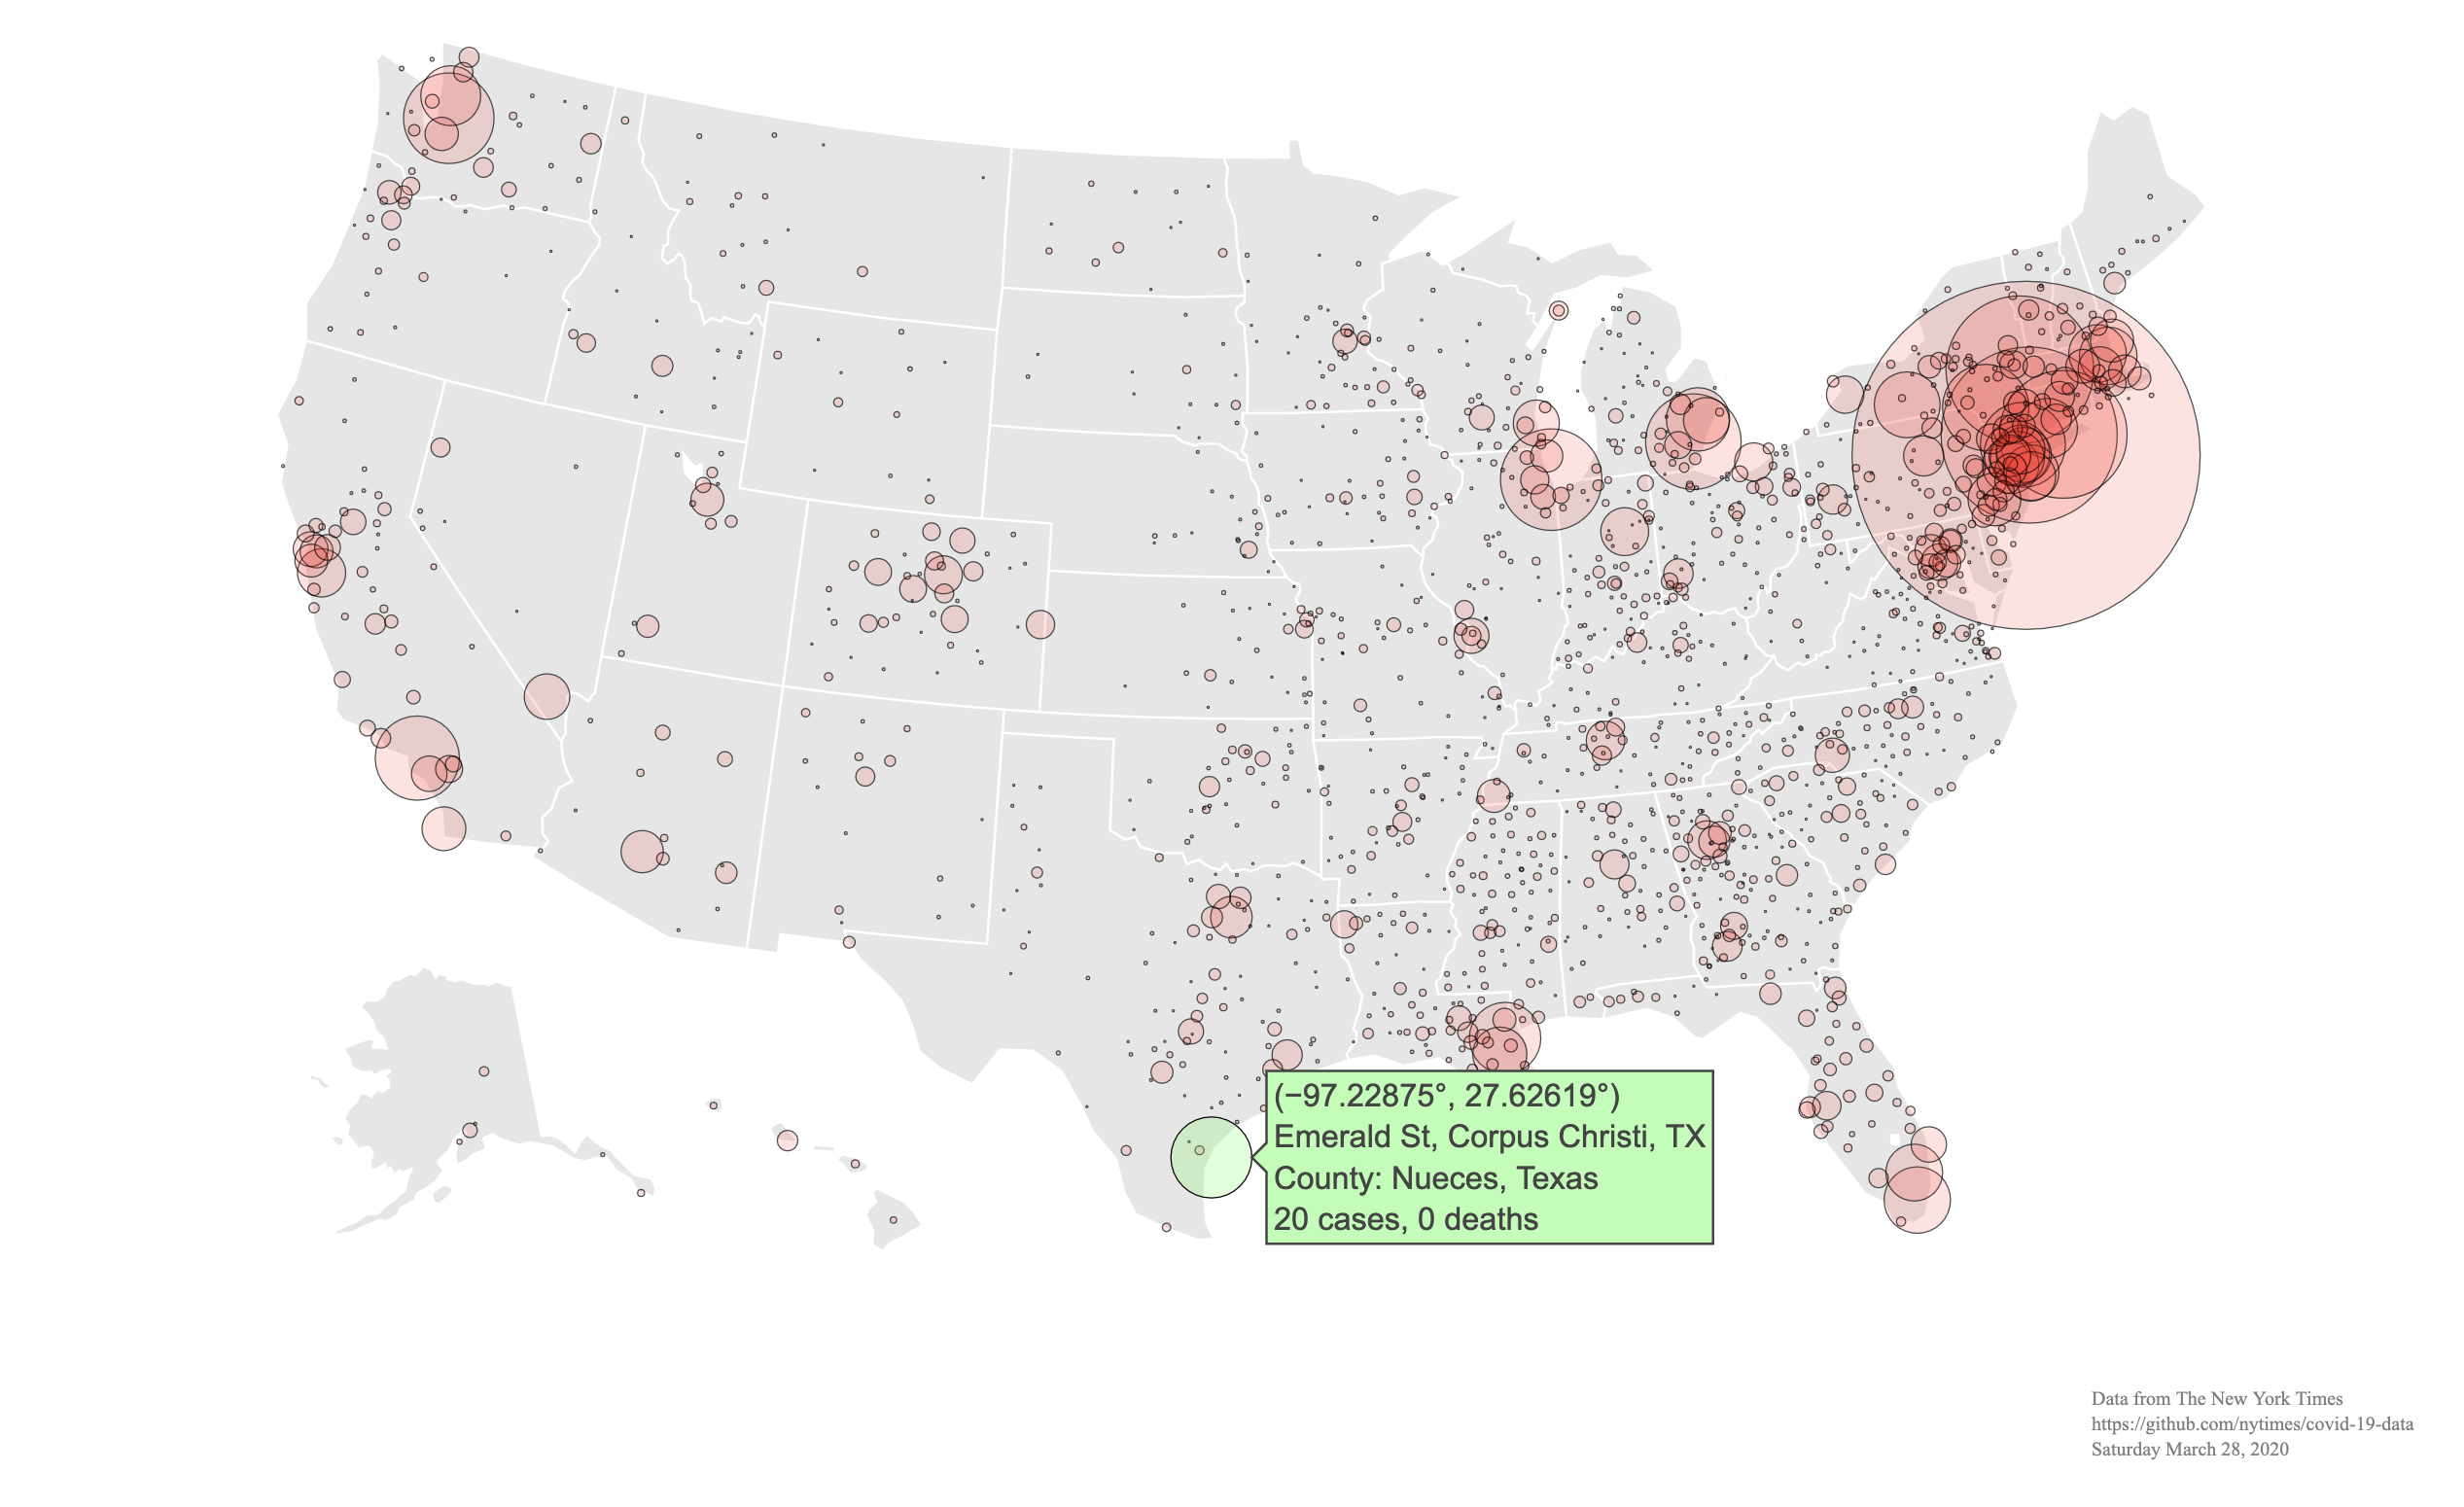 (−97.22875°, 27.62619°)
Emerald St, Corpus Christi, TX
County: Nueces, Texas
20 cases, 0 deaths
Data from The New York Times
https://github.com/nytimes/covid-19-data
Saturday March 28, 2020